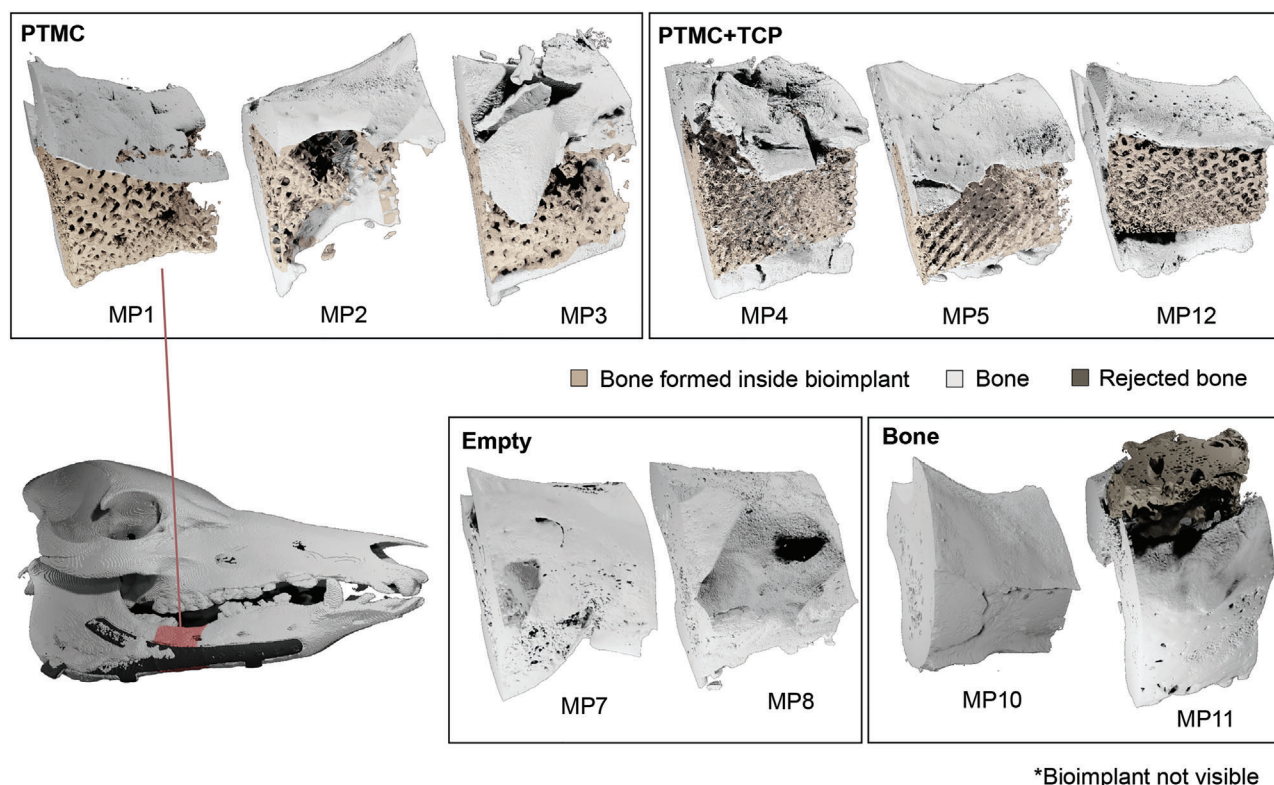 PTMC
MP1
MP2
MP3
PTMC+TCP
MP4
MP5
MP12
Bone formed inside bioimplant
Bone
Rejected bone
Empty
MP7
MP8
Bone
MP10
MP11
*Bioimplant not visible